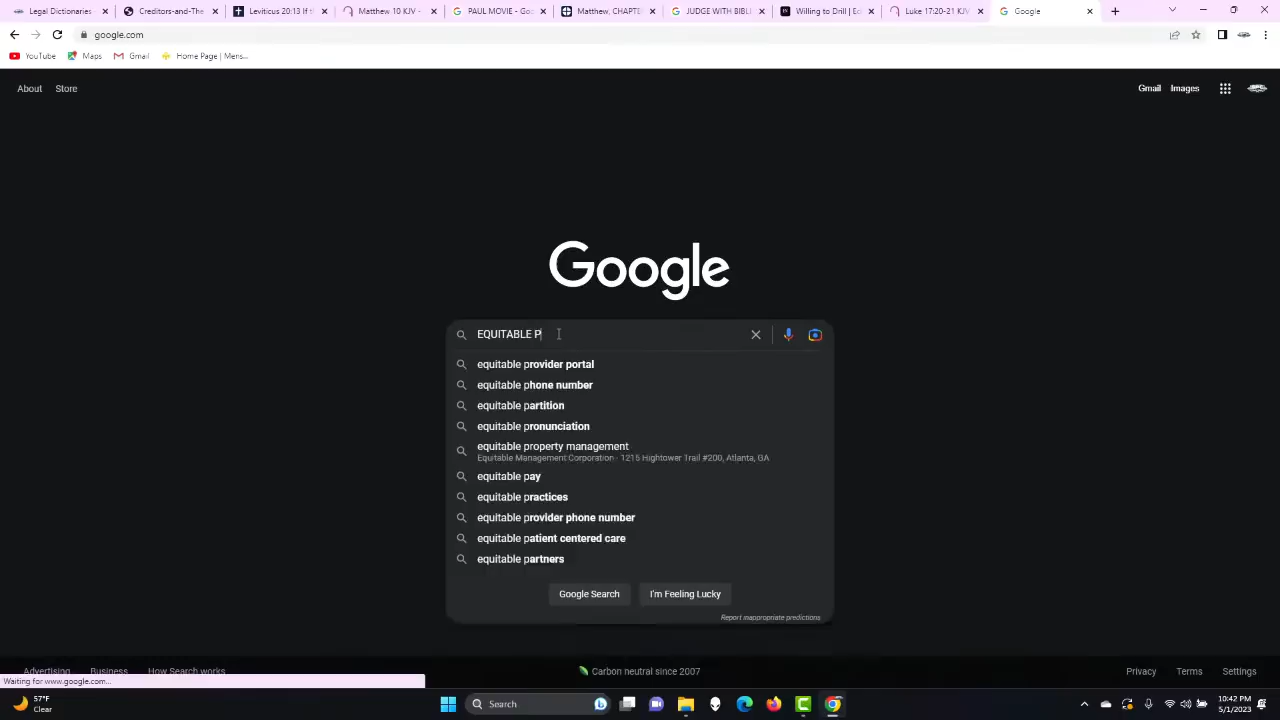 Legal Dictionaries
Creditors-and-The
Leviticus 20:13 If th
Matthew 10 KJV -
PAUL MOVIE - Go
Matthew, CHAPTE
JUDGE WITH BIBL
Willing to Drill | Ed
Luke 17:20-21 KJV
Google
google.com
YouTube
Maps
Gmail
Home Page | Mens...
About
Store
Gmail
Images
Google
EQUITABLE P
equitable provider portal
equitable phone number
equitable partition
equitable pronunciation
equitable property management
Equitable Management Corporation · 1215 Hightower Trail #200, Atlanta, GA
equitable pay
equitable practices
equitable provider phone number
equitable patient centered care
equitable partners
Google Search
I'm Feeling Lucky
Report inappropriate predictions
Advertising
Business
How Search works
Carbon neutral since 2007
Privacy
Terms
Settings
Waiting for www.google.com...
57°F
Clear
Search
10:42 PM
5/1/2023